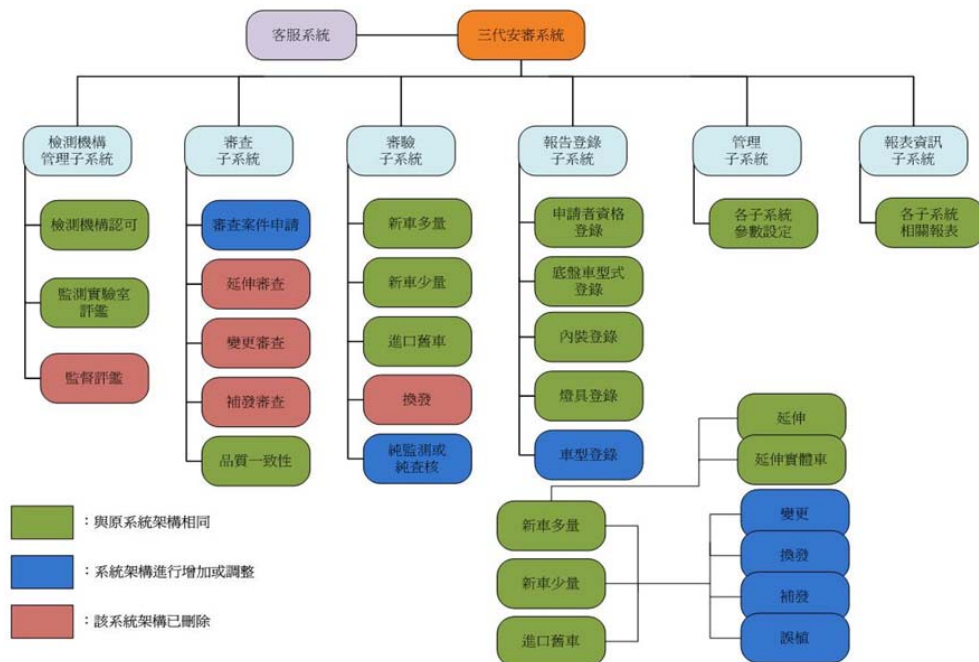 客服系統
三代安審系統
檢測機構
管理子系統
審查
子系統
審驗
子系統
報告登錄
子系統
管理
子系統
報表資訊
子系統
檢測機構認可
監測實驗室
評鑑
監督評鑑
審查案件申請
延伸審查
變更審查
補發審查
品質一致性
新車多量
新車少量
進口舊車
換發
純監測或
純查核
申請者資格
登錄
底盤車型式
登錄
內裝登錄
燈具登錄
車型登錄
各子系統
參數設定
各子系統
相關報表
延伸
延伸實體車
新車多量
新車少量
進口舊車
變更
換發
補發
誤植
：與原系統架構相同
：系統架構進行增加或調整
：該系統架構已刪除